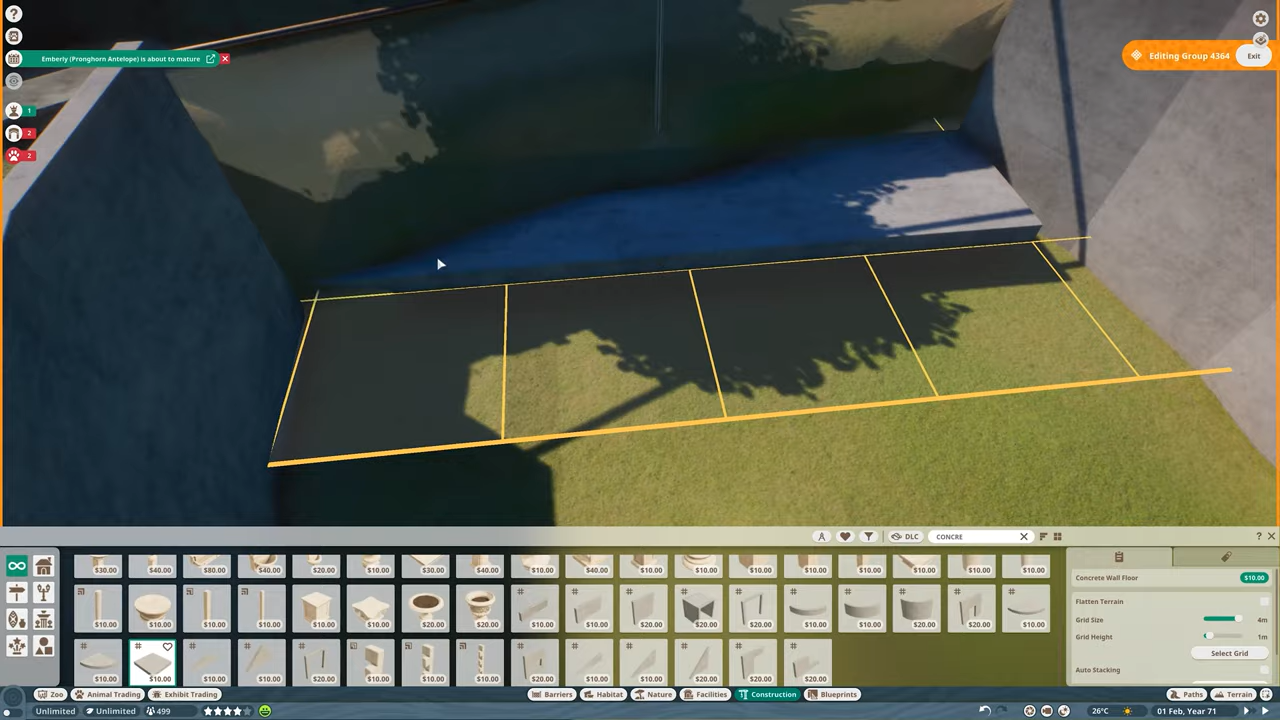 Emberly (Pronghorn Antelope) is about to mature
Editing Group 4364
Exit
1
2
2
DLC
CONCRE
$30.00 $40.00 $80.00 $40.00 $20.00 $10.00 $30.00 $40.00 $10.00 $40.00 $10.00 $10.00 $10.00 $10.00 $10.00 $10.00 $10.00 $10.00
$10.00 $10.00 $10.00 $10.00 $10.00 $10.00 $20.00 $20.00 $10.00 $10.00 $20.00 $20.00 $20.00 $10.00 $10.00 $20.00 $20.00 $10.00
$10.00 $10.00 $10.00 $10.00 $20.00 $10.00 $10.00 $10.00 $20.00 $10.00 $10.00 $10.00 $10.00 $10.00
Concrete Wall Floor
$10.00
Flatten Terrain
Grid Size
4m
Grid Height
1m
Select Grid
Auto Stacking
Zoo
Animal Trading
Exhibit Trading
Barriers
Habitat
Nature
Facilities
Construction
Blueprints
Paths
Terrain
Unlimited
Unlimited
499
26°C
01 Feb, Year 71